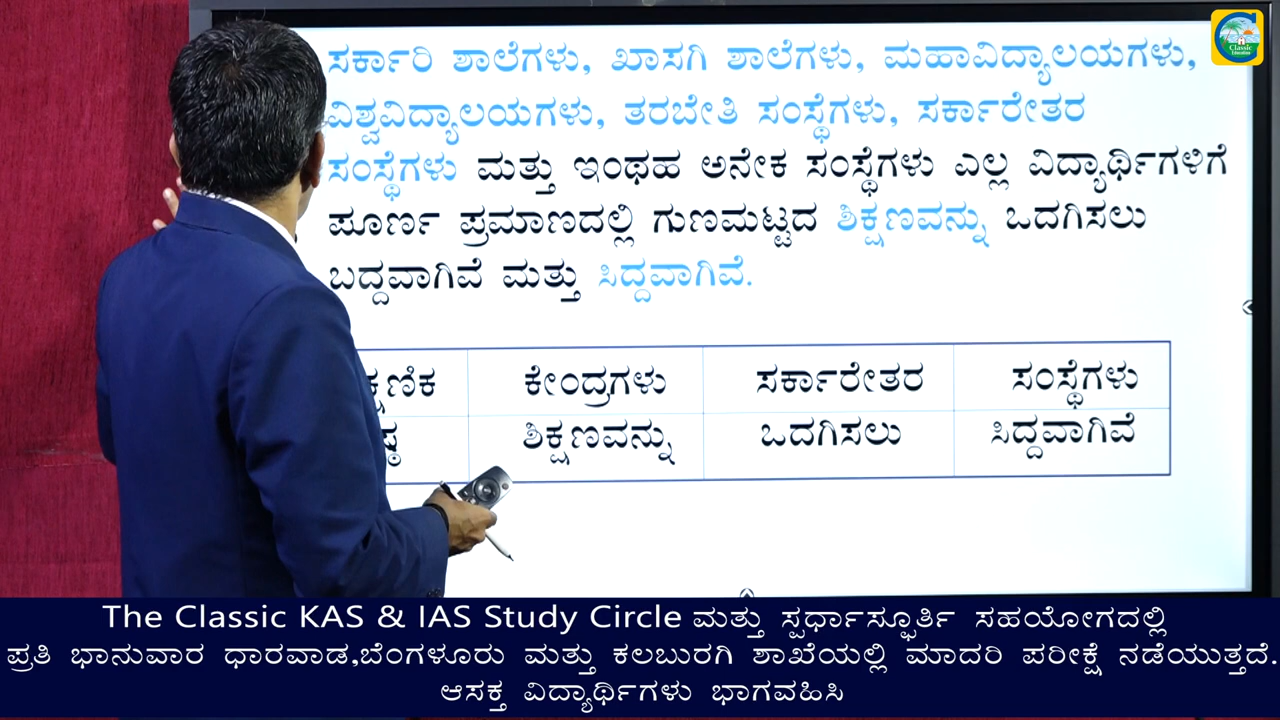 Classic
Education
ಸರ್ಕಾರಿ ಶಾಲೆಗಳು, ಖಾಸಗಿ ಶಾಲೆಗಳು, ಮಹಾವಿದ್ಯಾಲಯಗಳು,
ವಿಶ್ವವಿದ್ಯಾಲಯಗಳು, ತರಬೇತಿ ಸಂಸ್ಥೆಗಳು, ಸರ್ಕಾರೇತರ
ಸಂಸ್ಥೆಗಳು ಮತ್ತು ಇಂಥಹ ಅನೇಕ ಸಂಸ್ಥೆಗಳು ಎಲ್ಲ ವಿದ್ಯಾರ್ಥಿಗಳಿಗೆ
ಪೂರ್ಣ ಪ್ರಮಾಣದಲ್ಲಿ ಗುಣಮಟ್ಟದ ಶಿಕ್ಷಣವನ್ನು ಒದಗಿಸಲು
ಬದ್ದವಾಗಿವೆ ಮತ್ತು ಸಿದ್ದವಾಗಿವೆ.
ಕೇಂದ್ರಗಳು ಸರ್ಕಾರೇತರ ಸಂಸ್ಥೆಗಳು
ಶಿಕ್ಷಣವನ್ನು ಒದಗಿಸಲು ಸಿದ್ದವಾಗಿವೆ
The Classic KAS & IAS Study Circle ಮತ್ತು ಸ್ಪರ್ಧಾಸ್ಫೂರ್ತಿ ಸಹಯೋಗದಲ್ಲಿ
ಪ್ರತಿ ಭಾನುವಾರ ಧಾರವಾಡ,ಬೆಂಗಳೂರು ಮತ್ತು ಕಲಬುರಗಿ ಶಾಖೆಯಲ್ಲಿ ಮಾದರಿ ಪರೀಕ್ಷೆ ನಡೆಯುತ್ತದೆ.
ಆಸಕ್ತ ವಿದ್ಯಾರ್ಥಿಗಳು ಭಾಗವಹಿಸಿ